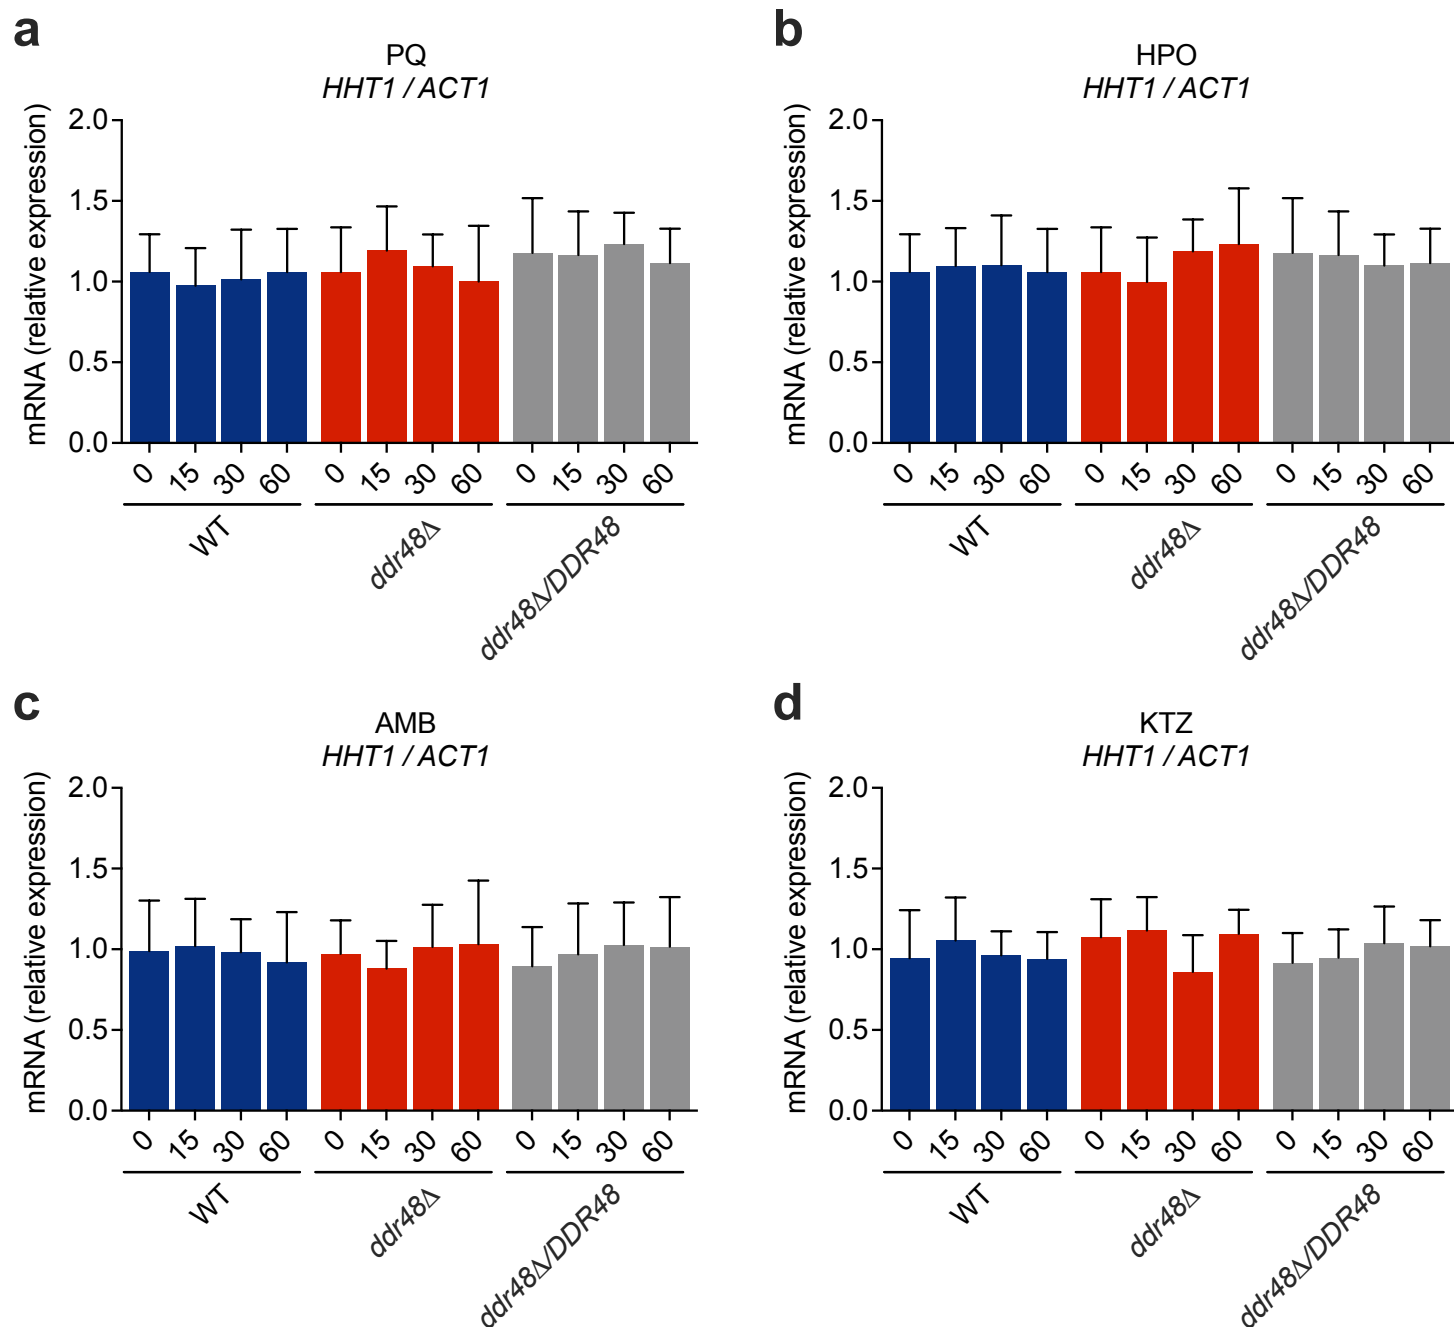 a
PQ
HHT1 / ACT1
mRNA (relative expression)
2.0
1.5
1.0
0.5
0.0
0 15 30 60 0 15 30 60 0 15 30 60
WT ddr48Δ ddr48Δ/DDR48
b
HPO
HHT1 / ACT1
mRNA (relative expression)
2.0
1.5
1.0
0.5
0.0
0 15 30 60 0 15 30 60 0 15 30 60
WT ddr48Δ ddr48Δ/DDR48
c
AMB
HHT1 / ACT1
mRNA (relative expression)
2.0
1.5
1.0
0.5
0.0
0 15 30 60 0 15 30 60 0 15 30 60
WT ddr48Δ ddr48Δ/DDR48
d
KTZ
HHT1 / ACT1
mRNA (relative expression)
2.0
1.5
1.0
0.5
0.0
0 15 30 60 0 15 30 60 0 15 30 60
WT ddr48Δ ddr48Δ/DDR48